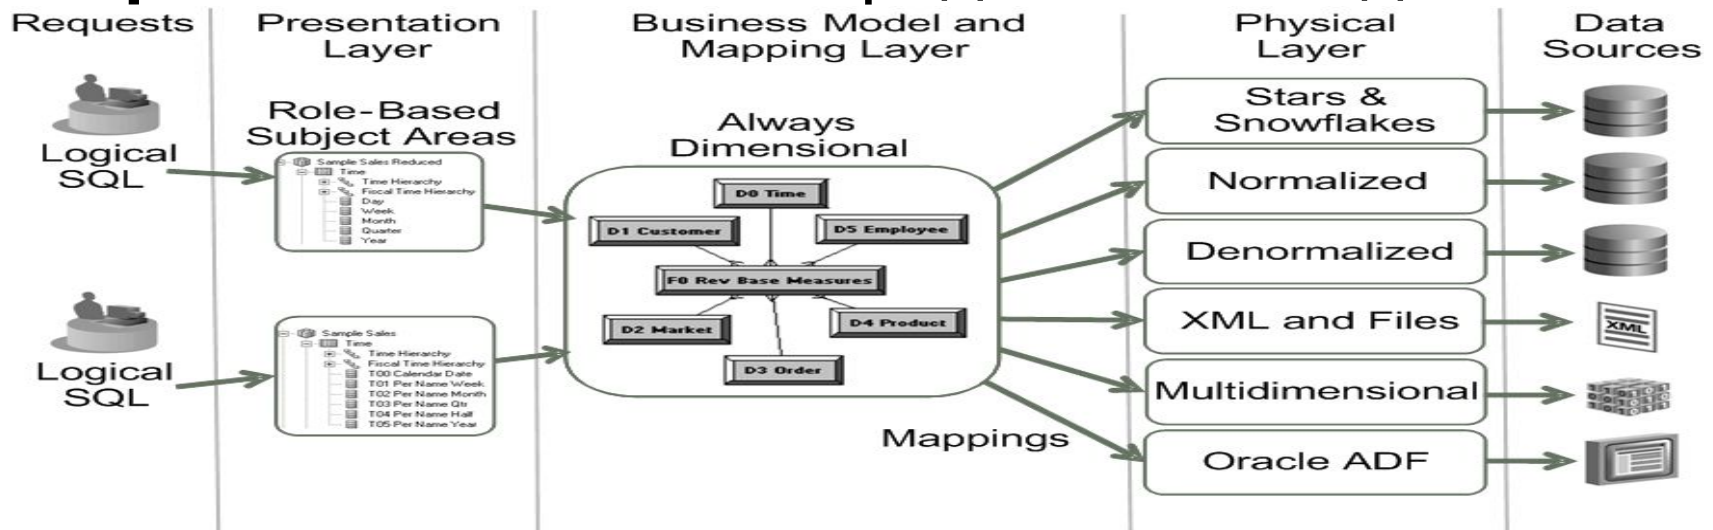 Requests
Presentation
Layer
Business Model and
Mapping Layer
Physical
Layer
Data
Sources
Logical
SQL
Role-Based
Subject Areas
Sample Sales Reduced
Time
Time Hierarchy
Fiscal Time Hierarchy
Day
Week
Month
Quarter
Year
Logical
SQL
Sample Sales
Time
Time Hierarchy
Fiscal Time Hierarchy
T00 Calendar Date
T01 Per Name Week
T02 Per Name Month
T03 Per Name Qtr
T04 Per Name Half
T05 Per Name Year
Always
Dimensional
D0 Time
D1 Customer
D5 Employee
F0 Rev Base Measures
D2 Market
D4 Product
D3 Order
Mappings
Stars &
Snowflakes
Normalized
Denormalized
XML and Files
Multidimensional
Oracle ADF
XML